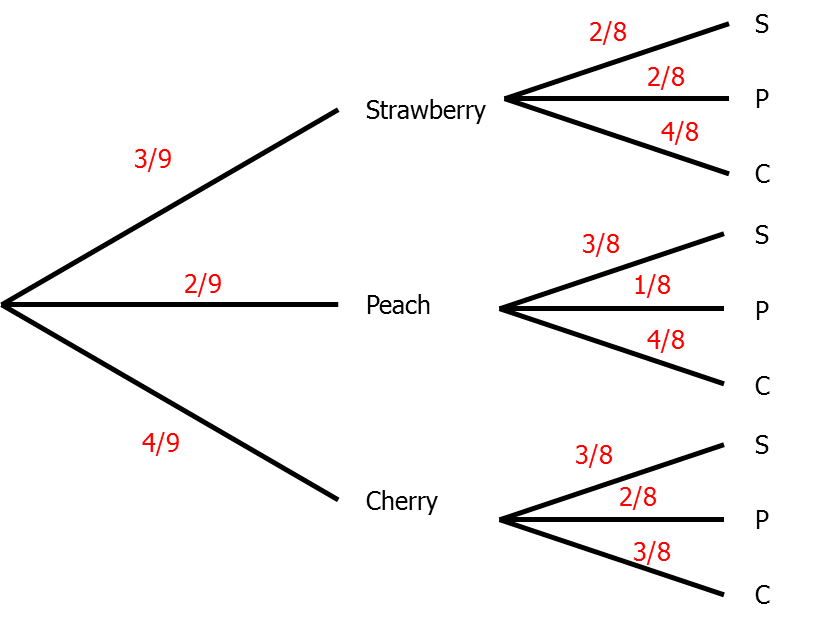 S
2/8
2/8
P
Strawberry
4/8
3/9
C
S
3/8
2/9
1/8
Peach
P
4/8
C
4/9
S
3/8
Cherry
2/8
P
3/8
C